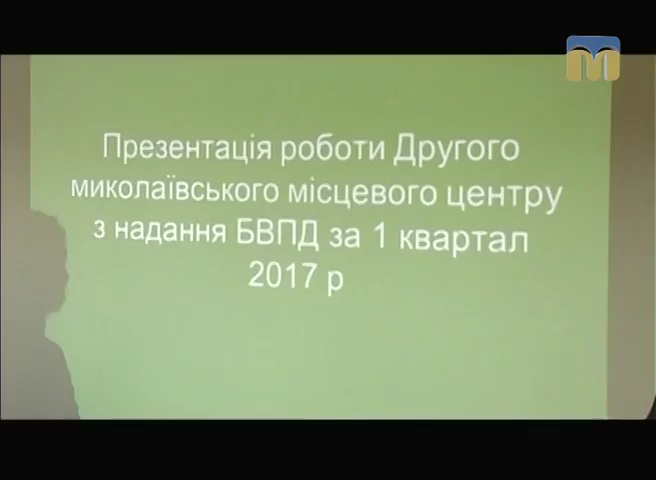 Презентація роботи Другого
миколаївського місцевого центру
з надання БВПД за 1 квартал
2017 р